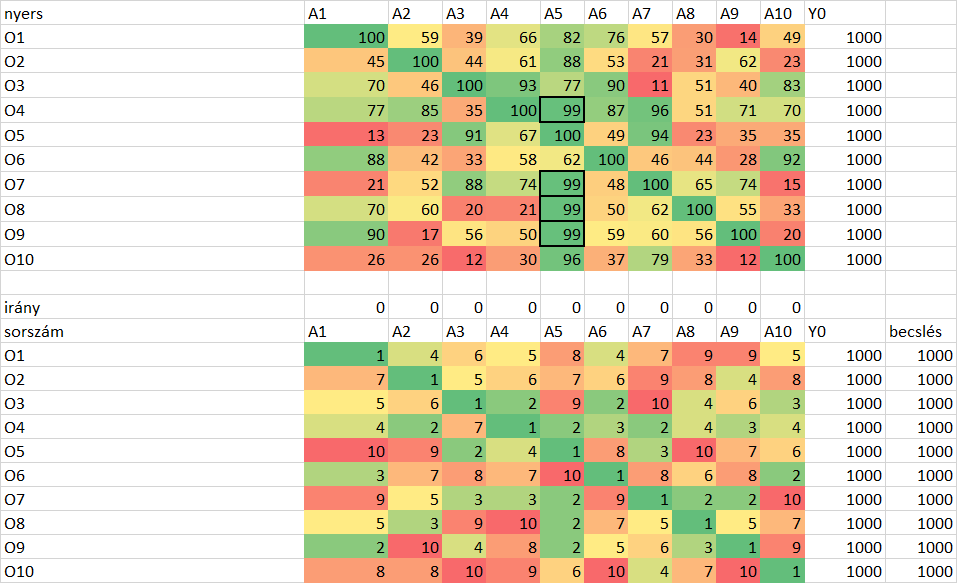 nyers A1 A2 A3 A4 A5 A6 A7 A8 A9 A10 Y0
O1 100 59 39 66 82 76 57 30 14 49 1000
O2 45 100 44 61 88 53 21 31 62 23 1000
O3 70 46 100 93 77 90 11 51 40 83 1000
O4 77 85 35 100 99 87 96 51 71 70 1000
O5 13 23 91 67 100 49 94 23 35 35 1000
O6 88 42 33 58 62 100 46 44 28 92 1000
O7 21 52 88 74 99 48 100 65 74 15 1000
O8 70 60 20 21 99 50 62 100 55 33 1000
O9 90 17 56 50 99 59 60 56 100 20 1000
O10 26 26 12 30 96 37 79 33 12 100 1000
irány 0 0 0 0 0 0 0 0 0 0
sorszám A1 A2 A3 A4 A5 A6 A7 A8 A9 A10 Y0 becslés
O1 1 4 6 5 8 4 7 9 9 5 1000 1000
O2 7 1 5 6 7 6 9 8 4 8 1000 1000
O3 5 6 1 2 9 2 10 4 6 3 1000 1000
O4 4 2 7 1 2 3 2 4 3 4 1000 1000
O5 10 9 2 4 1 8 3 10 7 6 1000 1000
O6 3 7 8 7 10 1 8 6 8 2 1000 1000
O7 9 5 3 3 2 9 1 2 2 10 1000 1000
O8 5 3 9 10 2 7 5 1 5 7 1000 1000
O9 2 10 4 8 2 5 6 3 1 9 1000 1000
O10 8 8 10 9 6 10 4 7 10 1 1000 1000